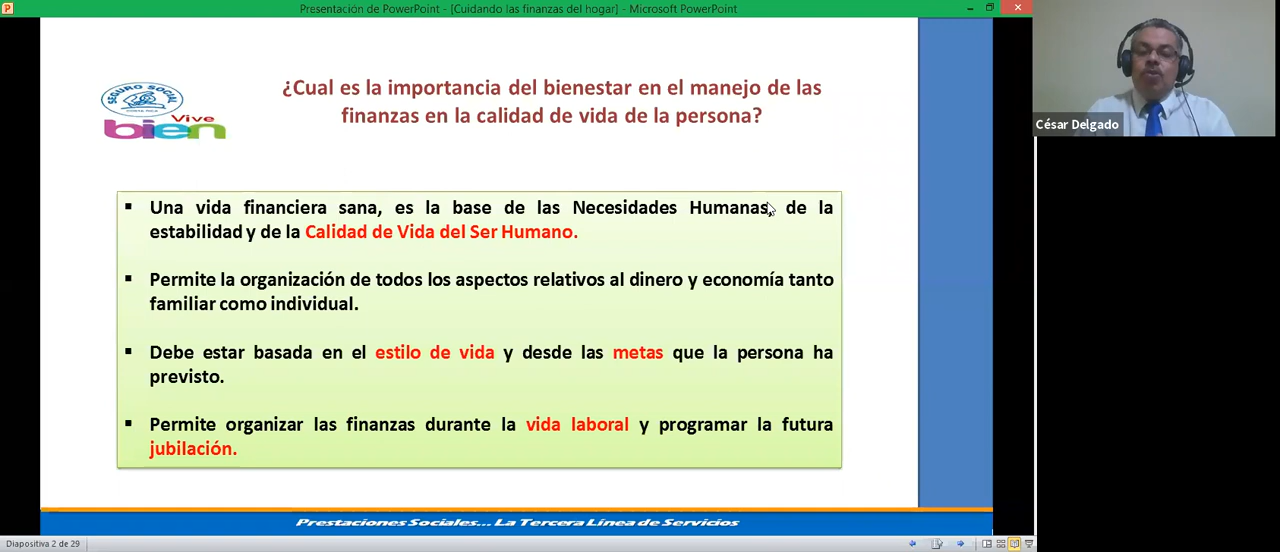 Presentación de PowerPoint - [Cuidando las finanzas del hogar] - Microsoft PowerPoint
SEGURO SOCIAL
COSTA RICA
Vive
bien
¿Cual es la importancia del bienestar en el manejo de las
finanzas en la calidad de vida de la persona?
César Delgado
▪ Una vida financiera sana, es la base de las Necesidades Humanas, de la
estabilidad y de la Calidad de Vida del Ser Humano.
▪ Permite la organización de todos los aspectos relativos al dinero y economía tanto
familiar como individual.
▪ Debe estar basada en el estilo de vida y desde las metas que la persona ha
previsto.
▪ Permite organizar las finanzas durante la vida laboral y programar la futura
jubilación.
Prestaciones Sociales... La Tercera Línea de Servicios
Diapositiva 2 de 29